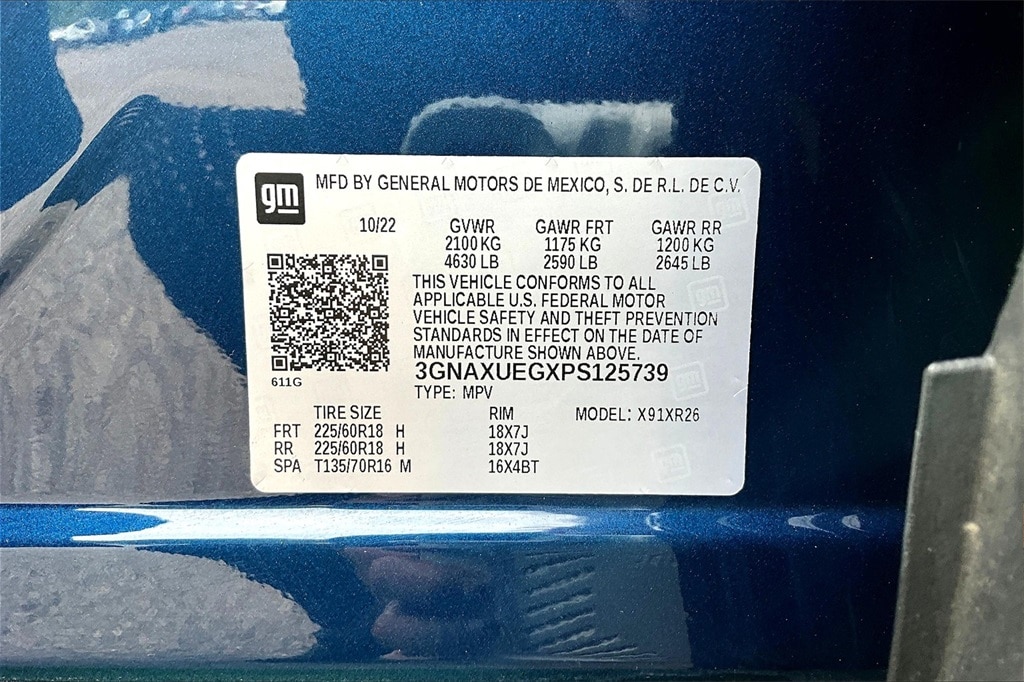 gm MFD BY GENERAL MOTORS DE MEXICO, S. DE R.L. DE C.V.
10/22 GVWR GAWR FRT GAWR RR
2100 KG 1175 KG 1200 KG
4630 LB 2590 LB 2645 LB
THIS VEHICLE CONFORMS TO ALL
APPLICABLE U.S. FEDERAL MOTOR
VEHICLE SAFETY AND THEFT PREVENTION
STANDARDS IN EFFECT ON THE DATE OF
MANUFACTURE SHOWN ABOVE.
3GNAXUEGXPS125739
611G TYPE: MPV
TIRE SIZE RIM MODEL: X91XR26
FRT 225/60R18 H 18X7J
RR 225/60R18 H 18X7J
SPA T135/70R16 M 16X4BT